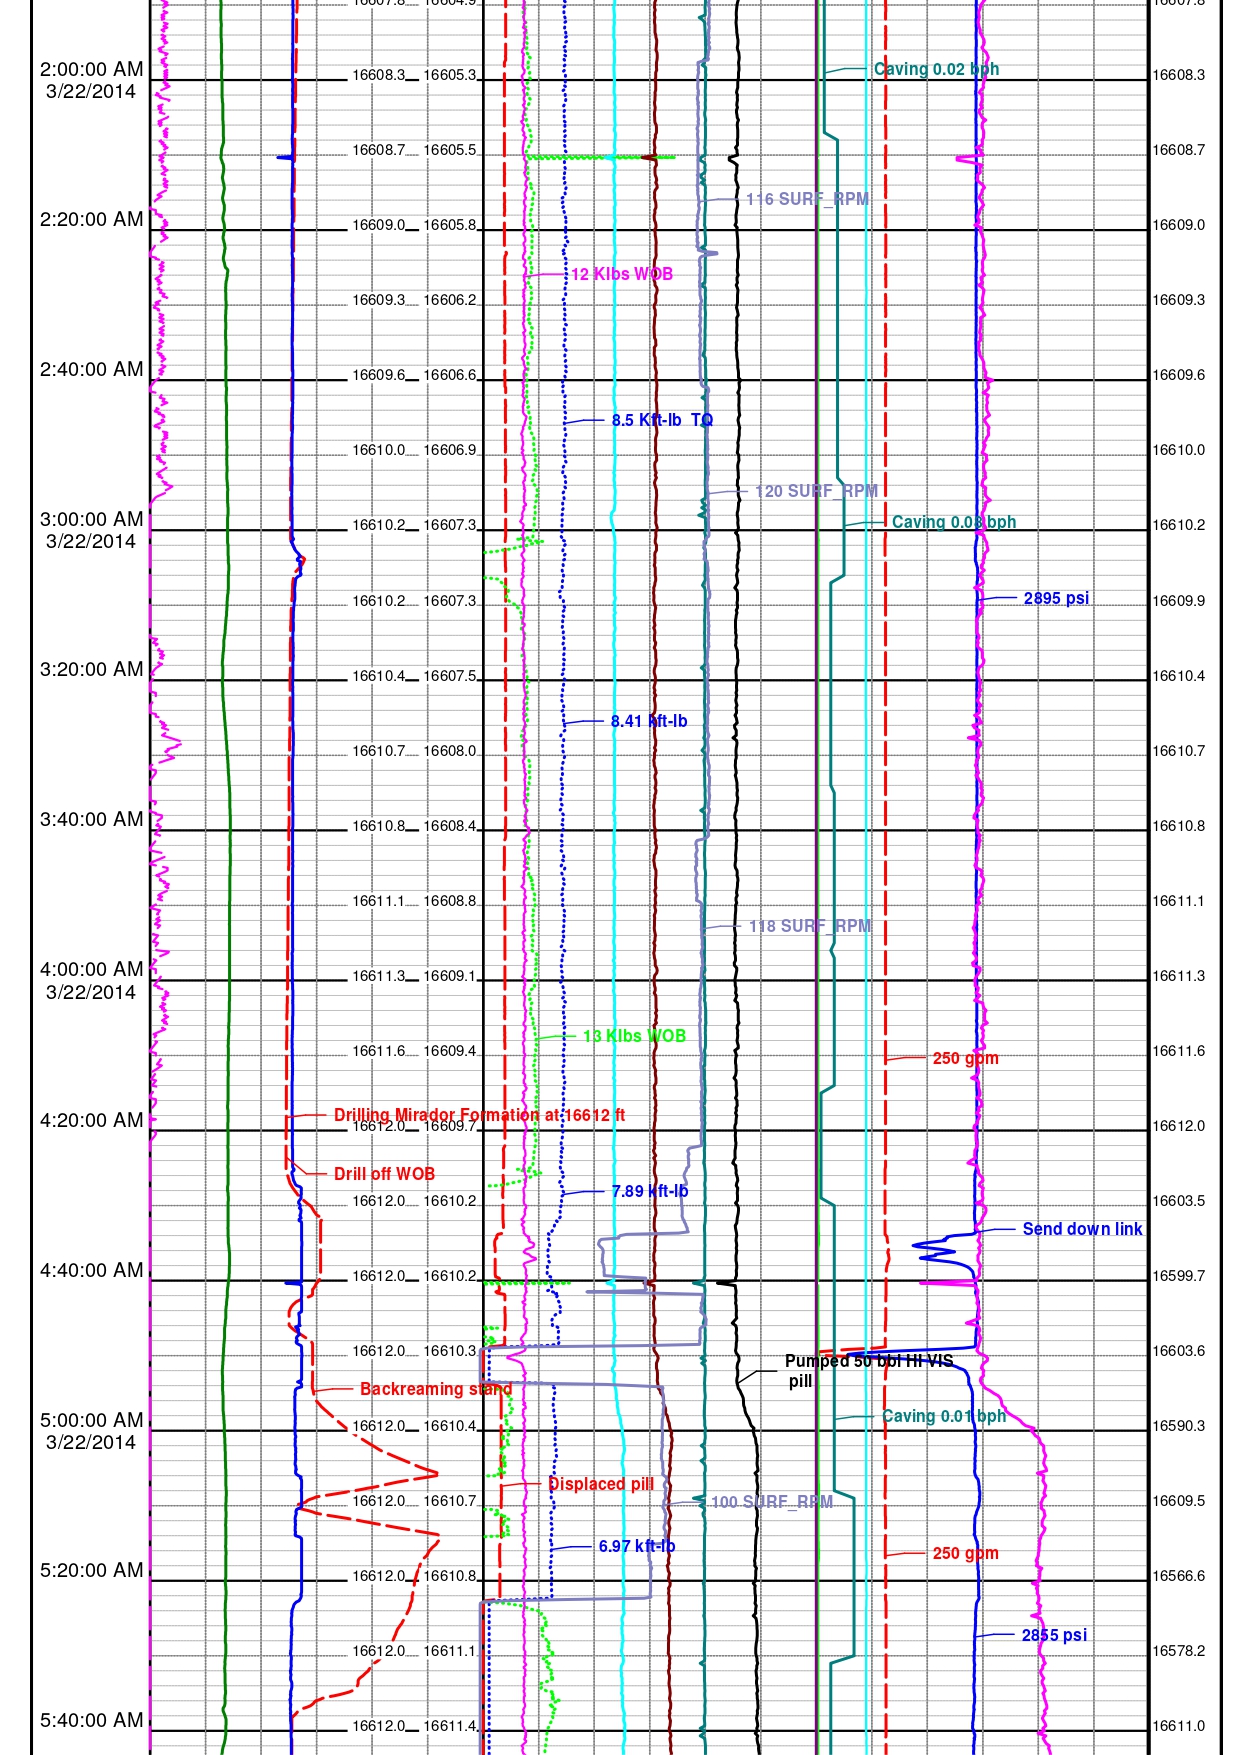 16607.8 16604.9 16607.8
2:00:00 AM 16608.3 16605.3 Caving 0.02 bph 16608.3
3/22/2014
16608.7 16605.5 16608.7
116 SURF_RPM
2:20:00 AM 16609.0 16605.8 16609.0
12 Klbs WOB
16609.3 16606.2 16609.3
2:40:00 AM 16609.6 16606.6 16609.6
8.5 Kft-lb TQ
16610.0 16606.9 16610.0
120 SURF_RPM
3:00:00 AM 16610.2 16607.3 Caving 0.03 bph 16610.2
3/22/2014
16610.2 16607.3 2895 psi 16609.9
3:20:00 AM 16610.4 16607.5 16610.4
8.41 kft-lb
16610.7 16608.0 16610.7
3:40:00 AM 16610.8 16608.4 16610.8
16611.1 16608.8 16611.1
118 SURF_RPM
4:00:00 AM 16611.3 16609.1 16611.3
3/22/2014
13 Klbs WOB
16611.6 16609.4 250 gpm 16611.6
Drilling Mirador Formation at 16612 ft
4:20:00 AM 16612.0 16609.7 16612.0
Drill off WOB
7.89 kft-lb
16612.0 16610.2 16603.5
Send down link
4:40:00 AM 16612.0 16610.2 16599.7
16612.0 16610.3 16603.6
Pumped 50 bbl HI VIS
pill
Backreaming stand
5:00:00 AM 16612.0 16610.4 Caving 0.01 bph 16590.3
3/22/2014
Displaced pill
16612.0 16610.7 100 SURF_RPM 16609.5
6.97 kft-lb 250 gpm
5:20:00 AM 16612.0 16610.8 16566.6
2855 psi
16612.0 16611.1 16578.2
5:40:00 AM 16612.0 16611.4 16611.0